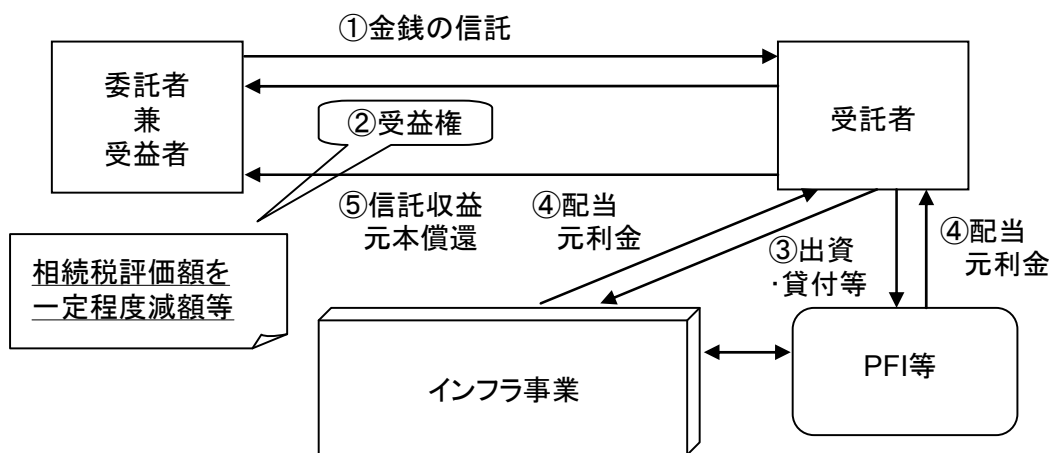 ①金銭の信託
委託者
兼
受益者
②受益権
受託者
⑤信託収益
元本償還
④配当
元利金
③出資
・貸付等
④配当
元利金
相続税評価額を
一定程度減額等
インフラ事業
PFI等